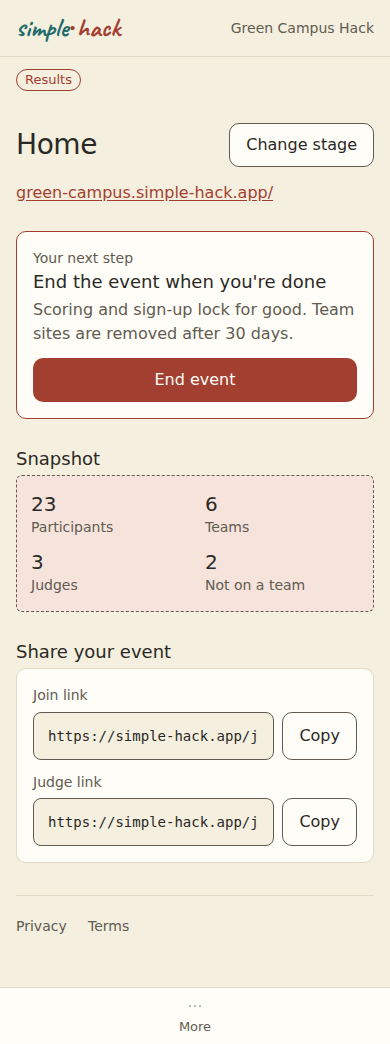 simple·hack
Green Campus Hack
Results
Home
Change stage
green-campus.simple-hack.app/
Your next step
End the event when you're done
Scoring and sign-up lock for good. Team
sites are removed after 30 days.
End event
Snapshot
23
Participants
6
Teams
3
Judges
2
Not on a team
Share your event
Join link
https://simple-hack.app/j
Copy
Judge link
https://simple-hack.app/j
Copy
Privacy
Terms
...
More